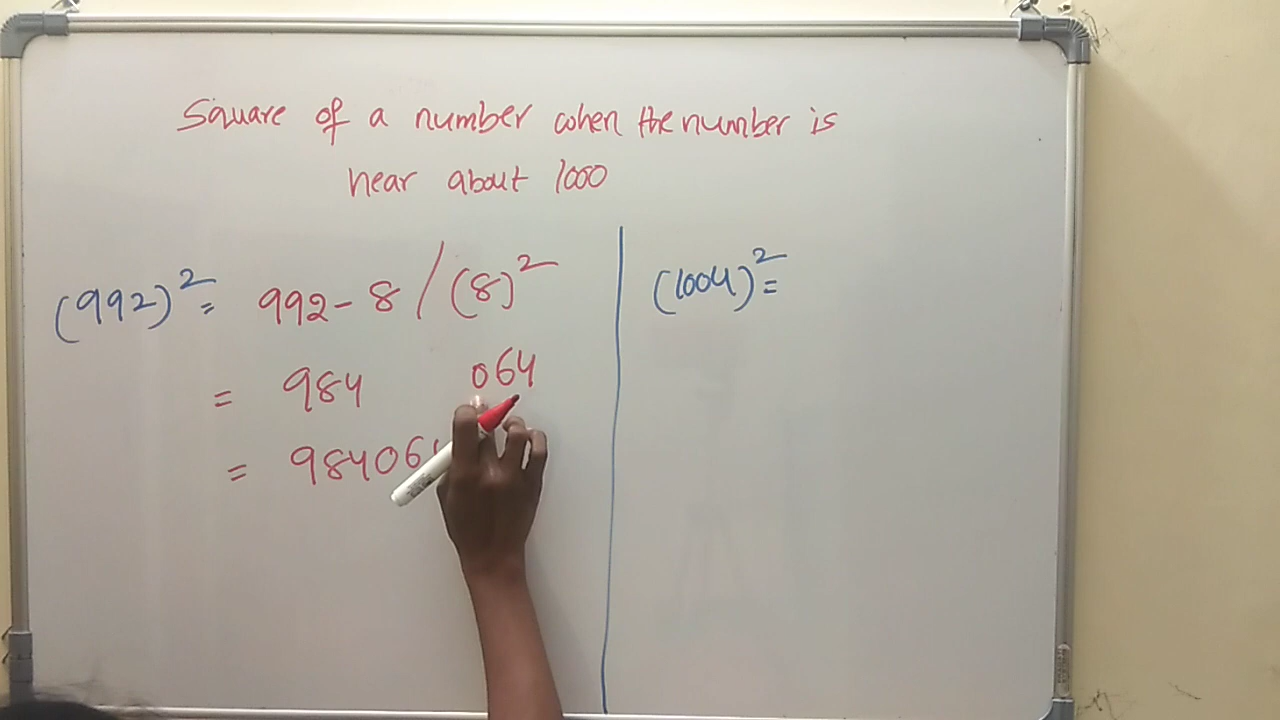 Square of a number when the number is
near about 1000
(992)² = 992 - 8 / (8)²
= 984 064
= 98406
(1004)² =